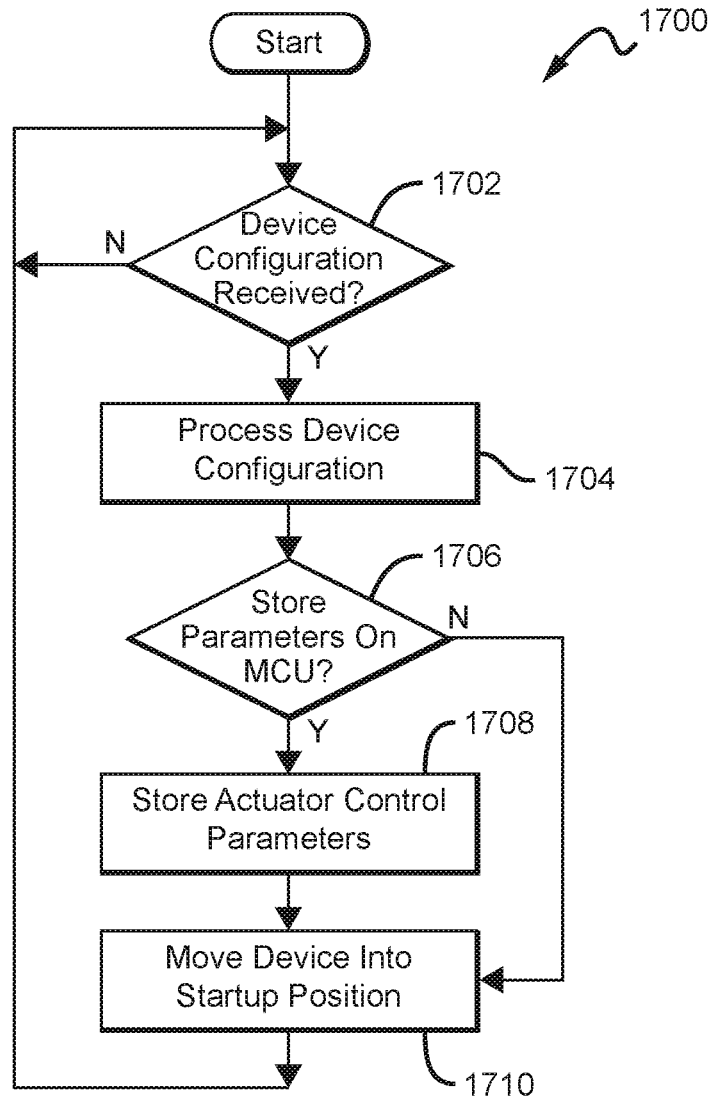 Start
1700
1702
Device
Configuration
Received?
N
Y
Process Device
Configuration
1704
1706
Store
Parameters On
MCU?
N
Y
1708
Store Actuator Control
Parameters
Move Device Into
Startup Position
1710